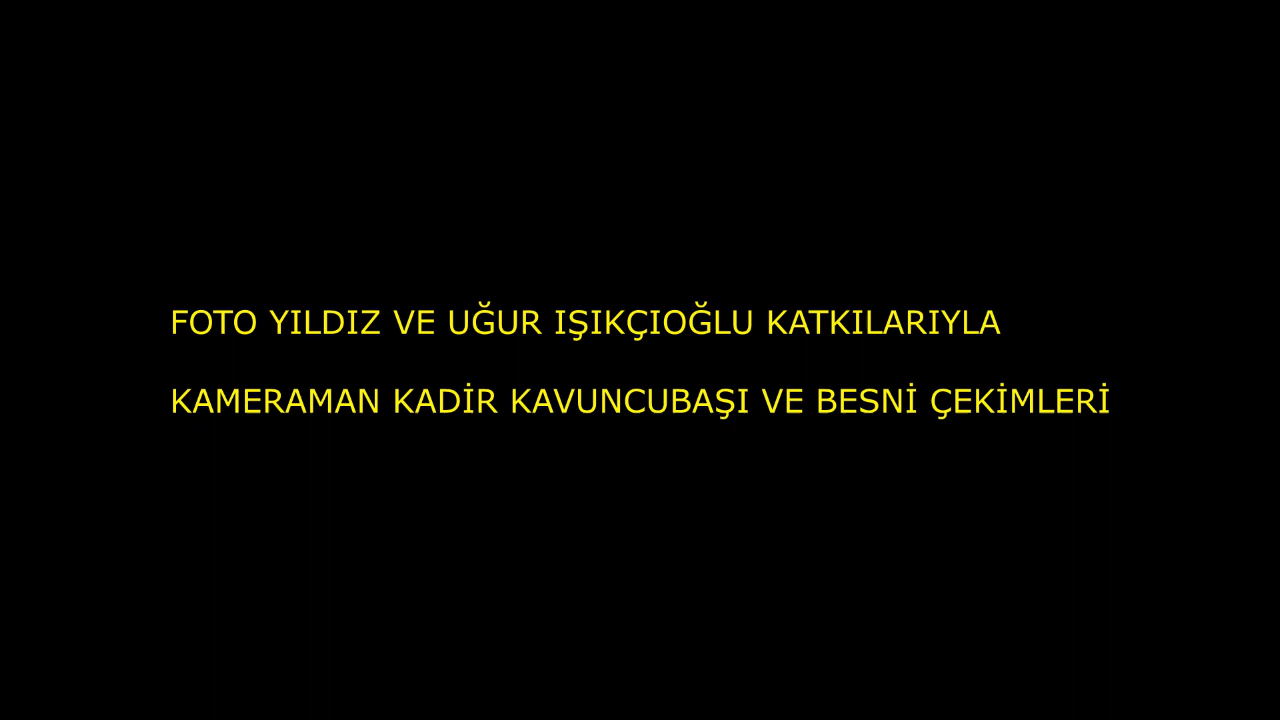 FOTO YILDIZ VE UĞUR IŞIKÇIOĞLU KATKILARIYLA
KAMERAMAN KADİR KAVUNCUBAŞI VE BESNİ ÇEKİMLERİ